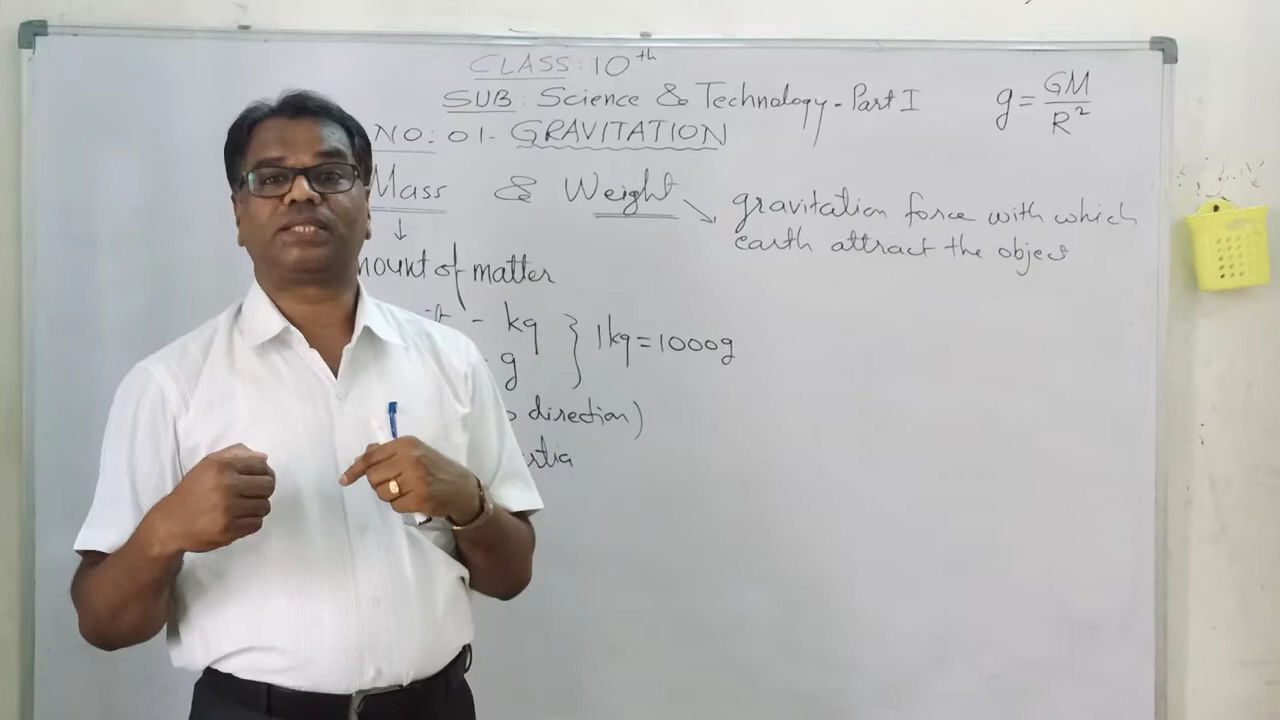 CLASS: 10th
SUB: Science & Technology - Part I
g = GM/R²
NO: 01- GRAVITATION
Mass & Weight
gravitation force with which
earth attract the object
mount of matter
- kg
g
} 1kg = 1000g
direction)